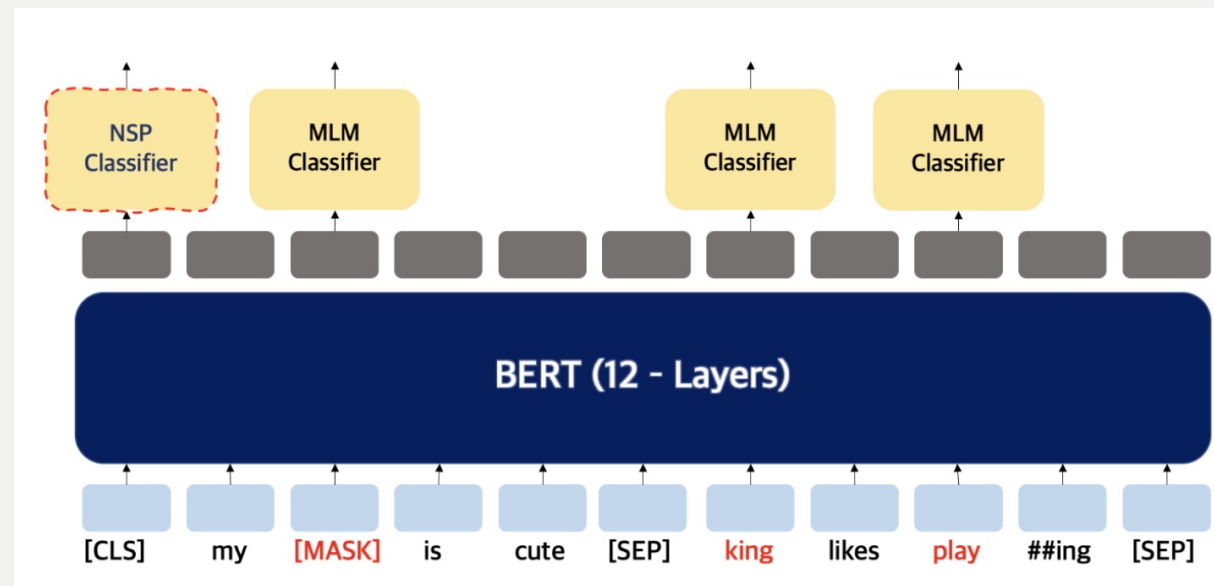 NSP
Classifier
MLM
Classifier
MLM
Classifier
MLM
Classifier
BERT (12 - Layers)
[CLS] my [MASK] is cute [SEP] king likes play ##ing [SEP]